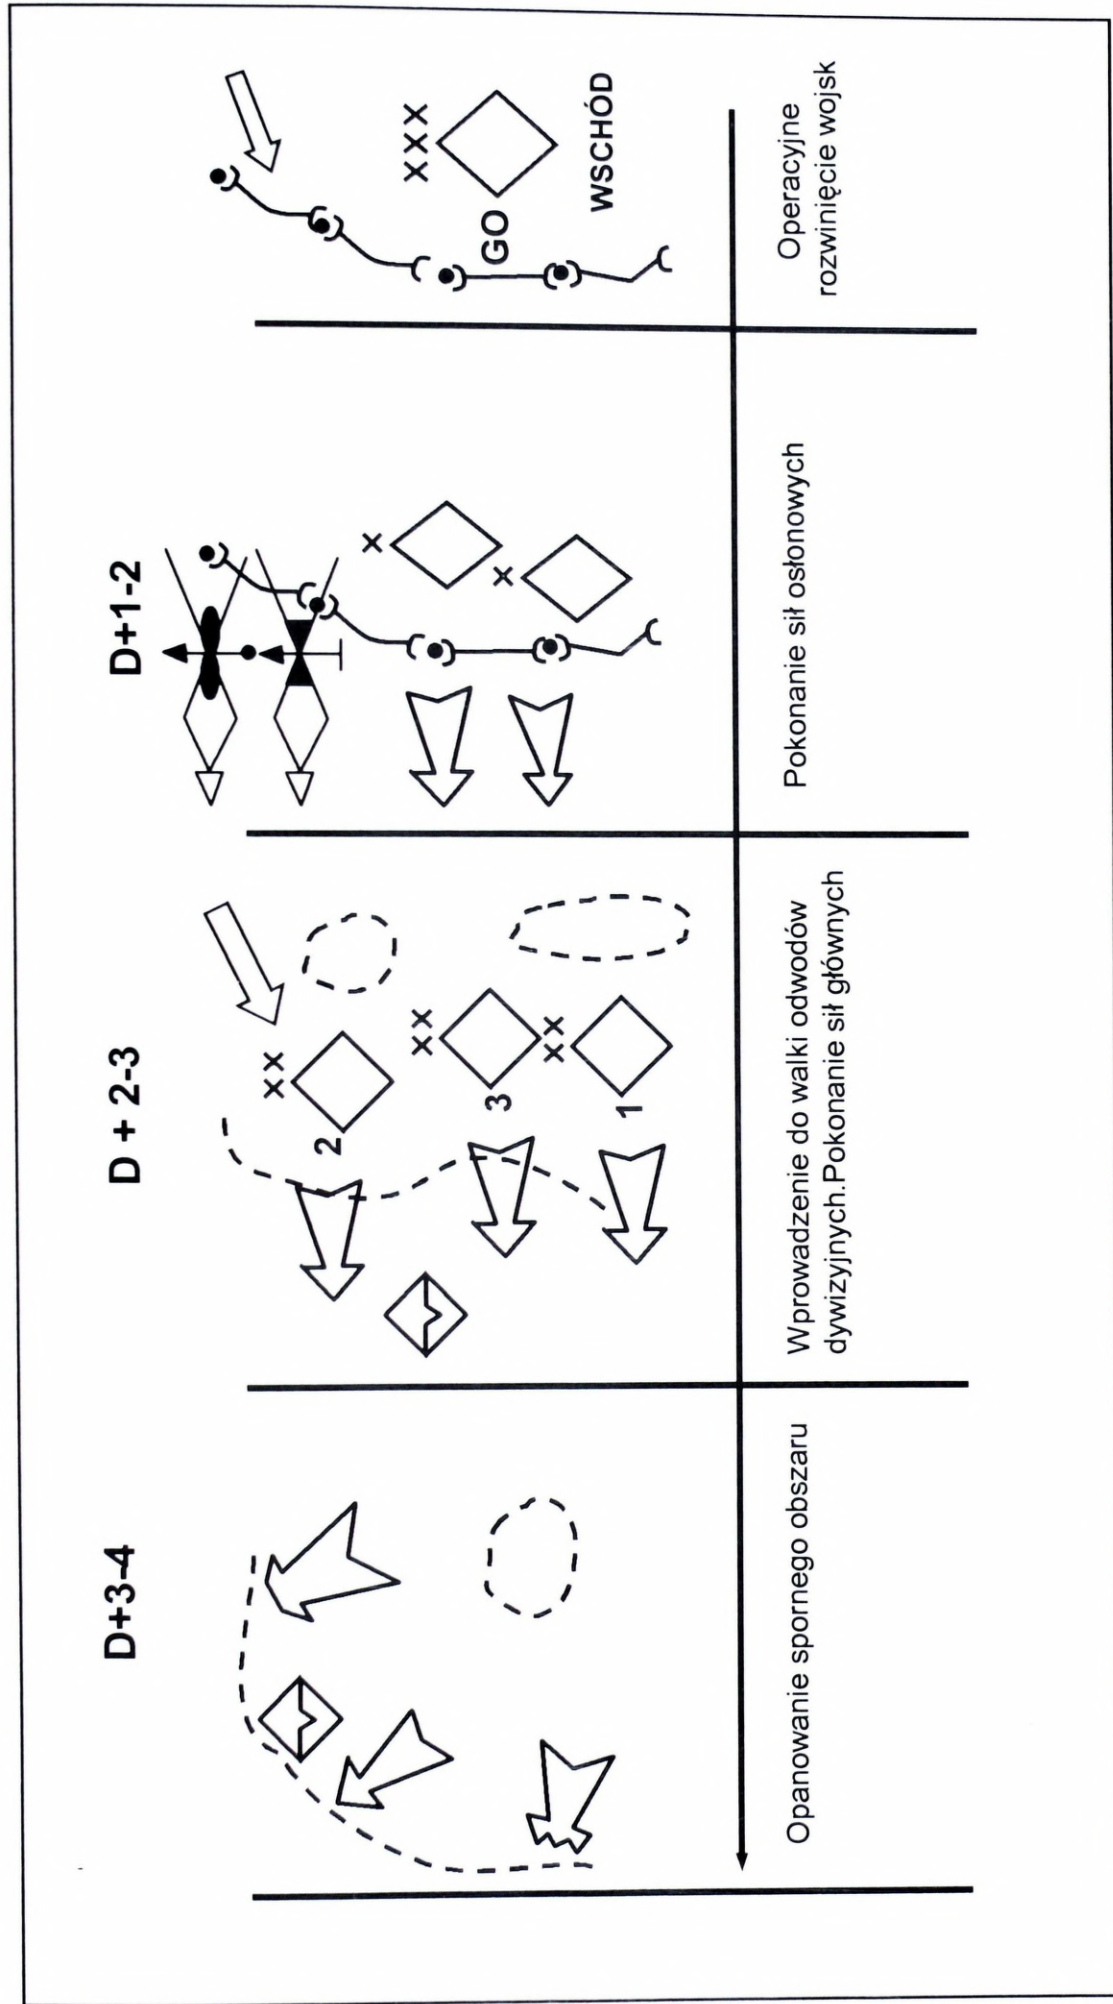 D+3-4
D + 2-3
D+1-2
XX
2
XX
3
XX
1
X
X
XXX
GO
WSCHÓD
Opanowanie spornego obszaru
Wprowadzenie do walki odwodów
dywizyjnych.Pokonanie sił głównych
Pokonanie sił osłonowych
Operacyjne
rozwinięcie wojsk